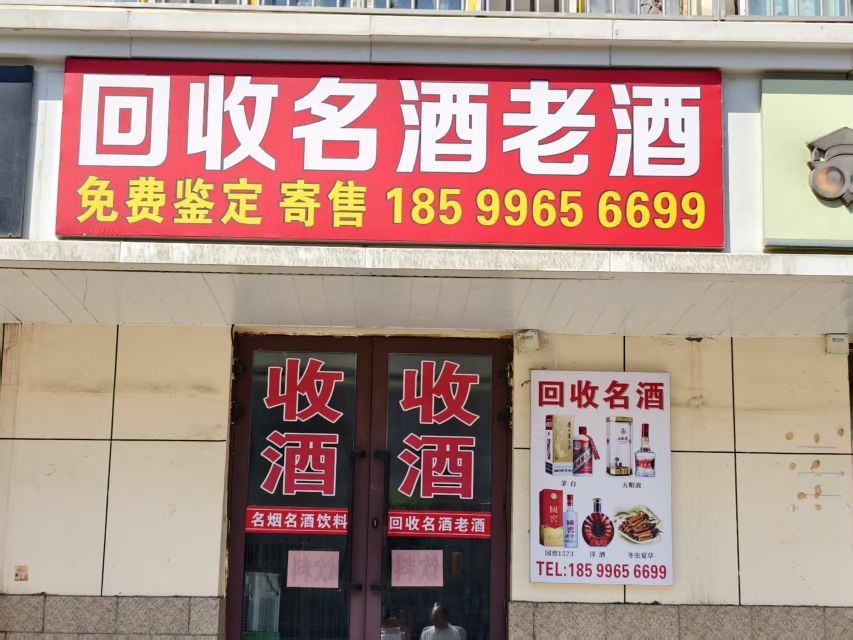 回收名酒老酒
免费鉴定 寄售 185 9965 6699
收酒
收酒
名烟名酒饮料
回收名酒老酒
饮料
回收名酒
茅台
五粮液
国窖1573
洋酒
冬虫夏草
TEL:185 9965 6699